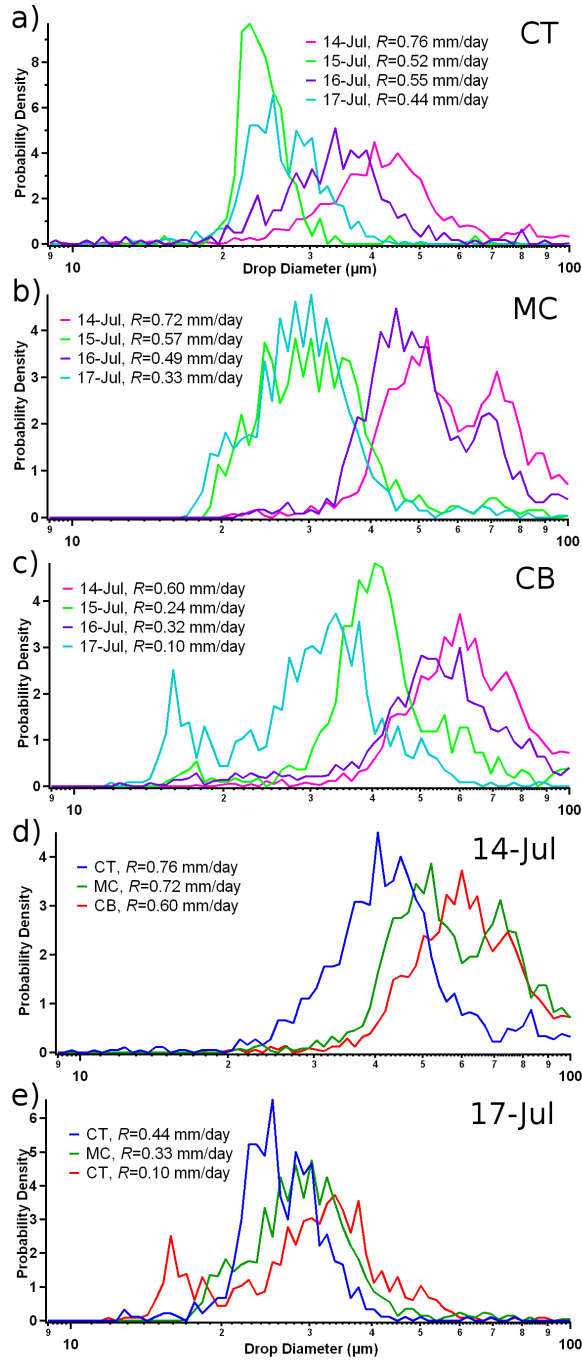 a)
CT
14-Jul, R=0.76 mm/day
15-Jul, R=0.52 mm/day
16-Jul, R=0.55 mm/day
17-Jul, R=0.44 mm/day
Probability Density
8
6
4
2
0
9 10 2 3 4 5 6 7 8 9 100
Drop Diameter (µm)
b)
MC
14-Jul, R=0.72 mm/day
15-Jul, R=0.57 mm/day
16-Jul, R=0.49 mm/day
17-Jul, R=0.33 mm/day
Probability Density
4
3
2
1
0
9 10 2 3 4 5 6 7 8 9 100
c)
CB
14-Jul, R=0.60 mm/day
15-Jul, R=0.24 mm/day
16-Jul, R=0.32 mm/day
17-Jul, R=0.10 mm/day
Probability Density
4
3
2
1
0
9 10 2 3 4 5 6 7 8 9 100
d)
14-Jul
CT, R=0.76 mm/day
MC, R=0.72 mm/day
CB, R=0.60 mm/day
Probability Density
4
3
2
1
0
9 10 2 3 4 5 6 7 8 9 100
e)
17-Jul
CT, R=0.44 mm/day
MC, R=0.33 mm/day
CT, R=0.10 mm/day
Probability Density
6
5
4
3
2
1
0
9 10 2 3 4 5 6 7 8 9 100
Drop Diameter (µm)